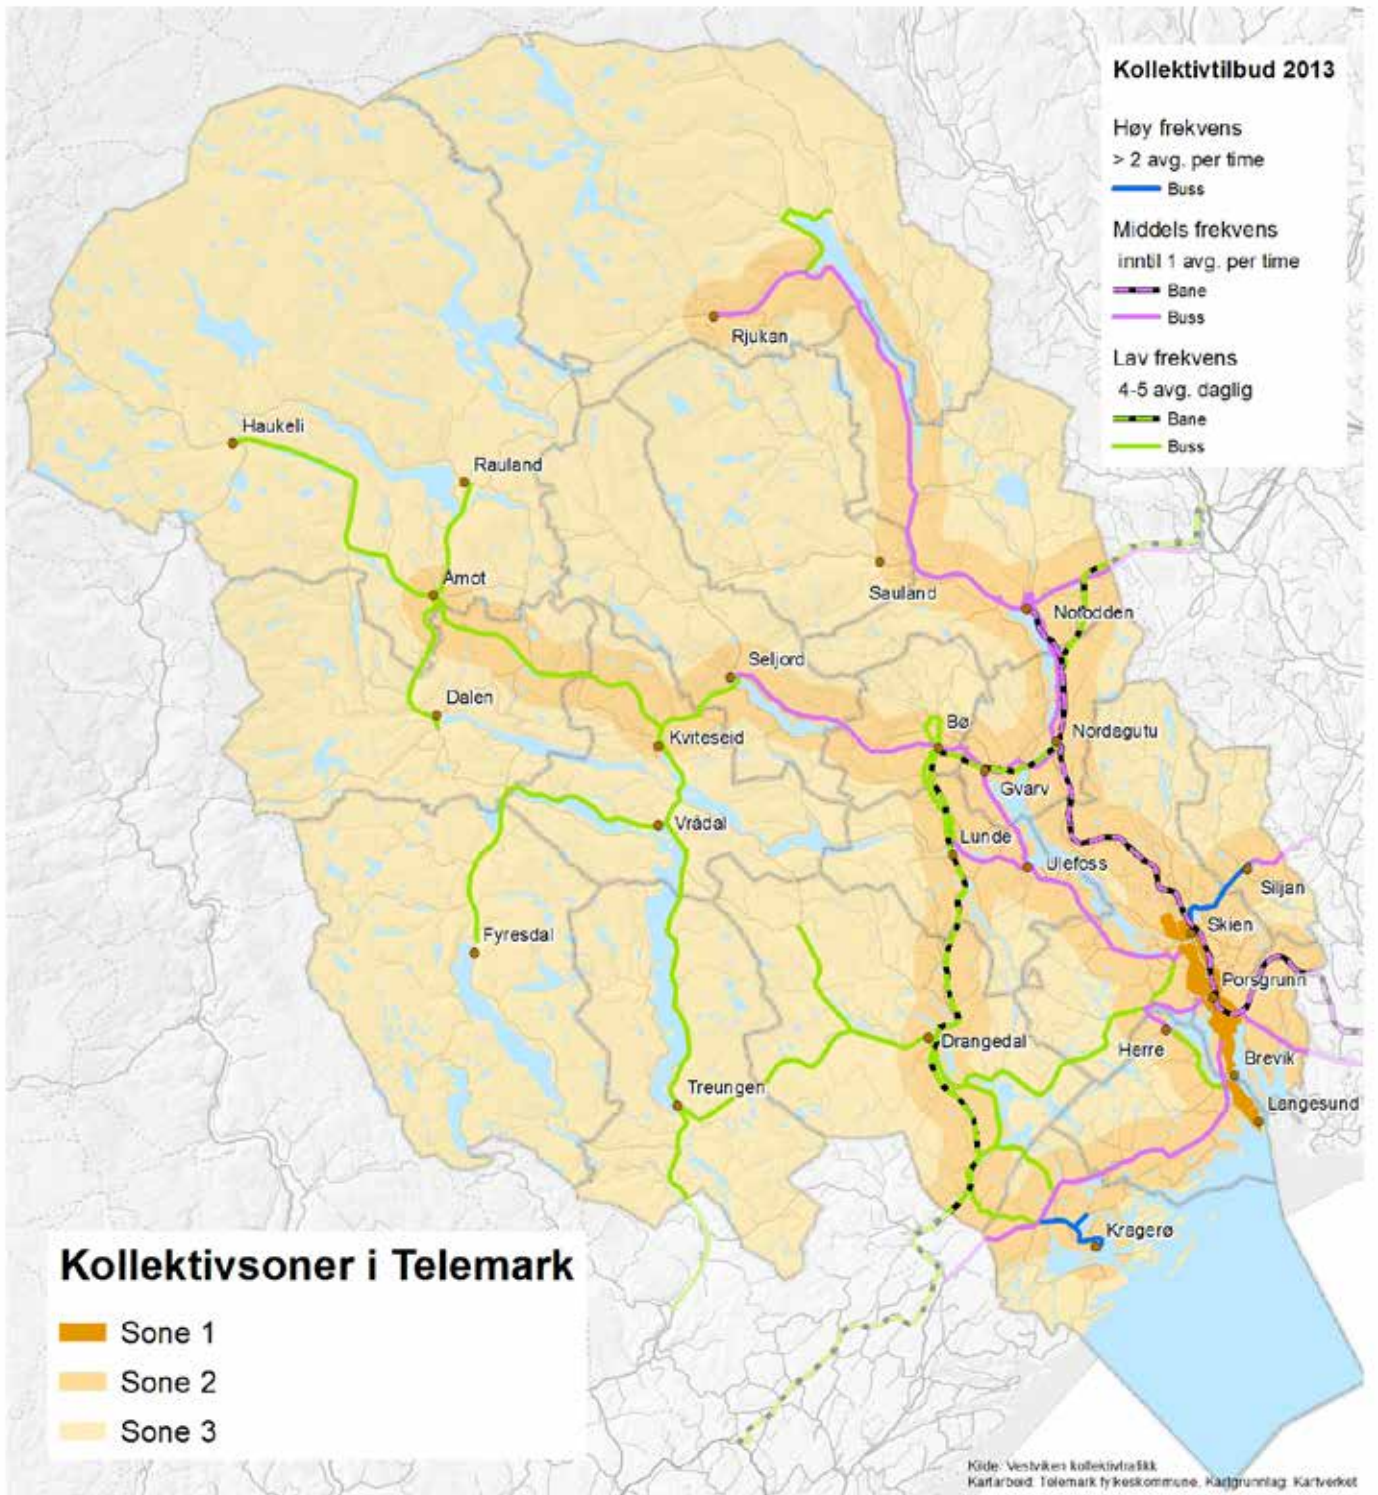 Kollektivtilbud 2013
Høy frekvens
> 2 avg. per time
Buss
Middels frekvens
inntil 1 avg. per time
Bane
Buss
Lav frekvens
4-5 avg. daglig
Bane
Buss
Rjukan
Haukeli
Rauland
Åmot
Sauland
Notodden
Seljord
Dalen
Bø
Nordagutu
Kviteseid
Gvarv
Vrådal
Lunde
Ulefoss
Siljan
Skien
Fyresdal
Porsgrunn
Drangedal
Herre
Brevik
Treungen
Langesund
Kragerø
Kollektivsoner i Telemark
Sone 1
Sone 2
Sone 3
Kilde: Vestviken kollektivtrafikk
Kartarbeid: Telemark fylkeskommune, Kartgrunnlag: Kartverket